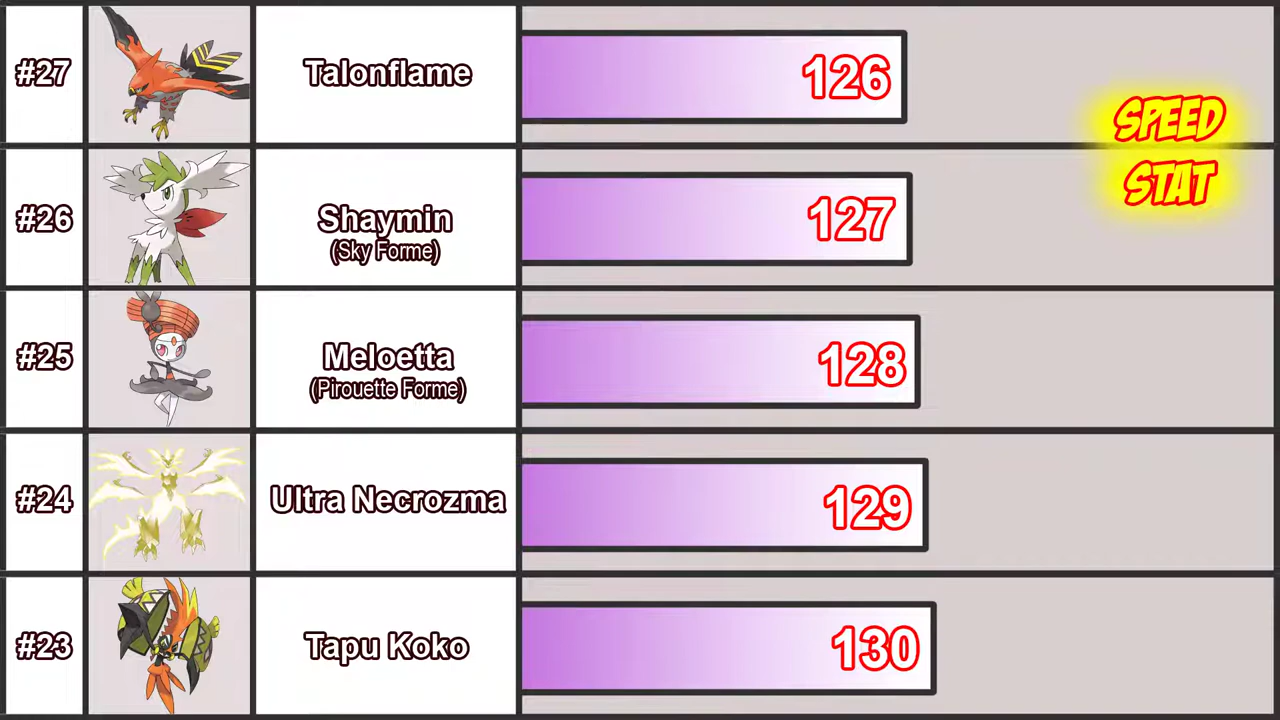 #27 Talonflame 126
SPEED
STAT
#26 Shaymin 127
(Sky Forme)
#25 Meloetta 128
(Pirouette Forme)
#24 Ultra Necrozma 129
#23 Tapu Koko 130